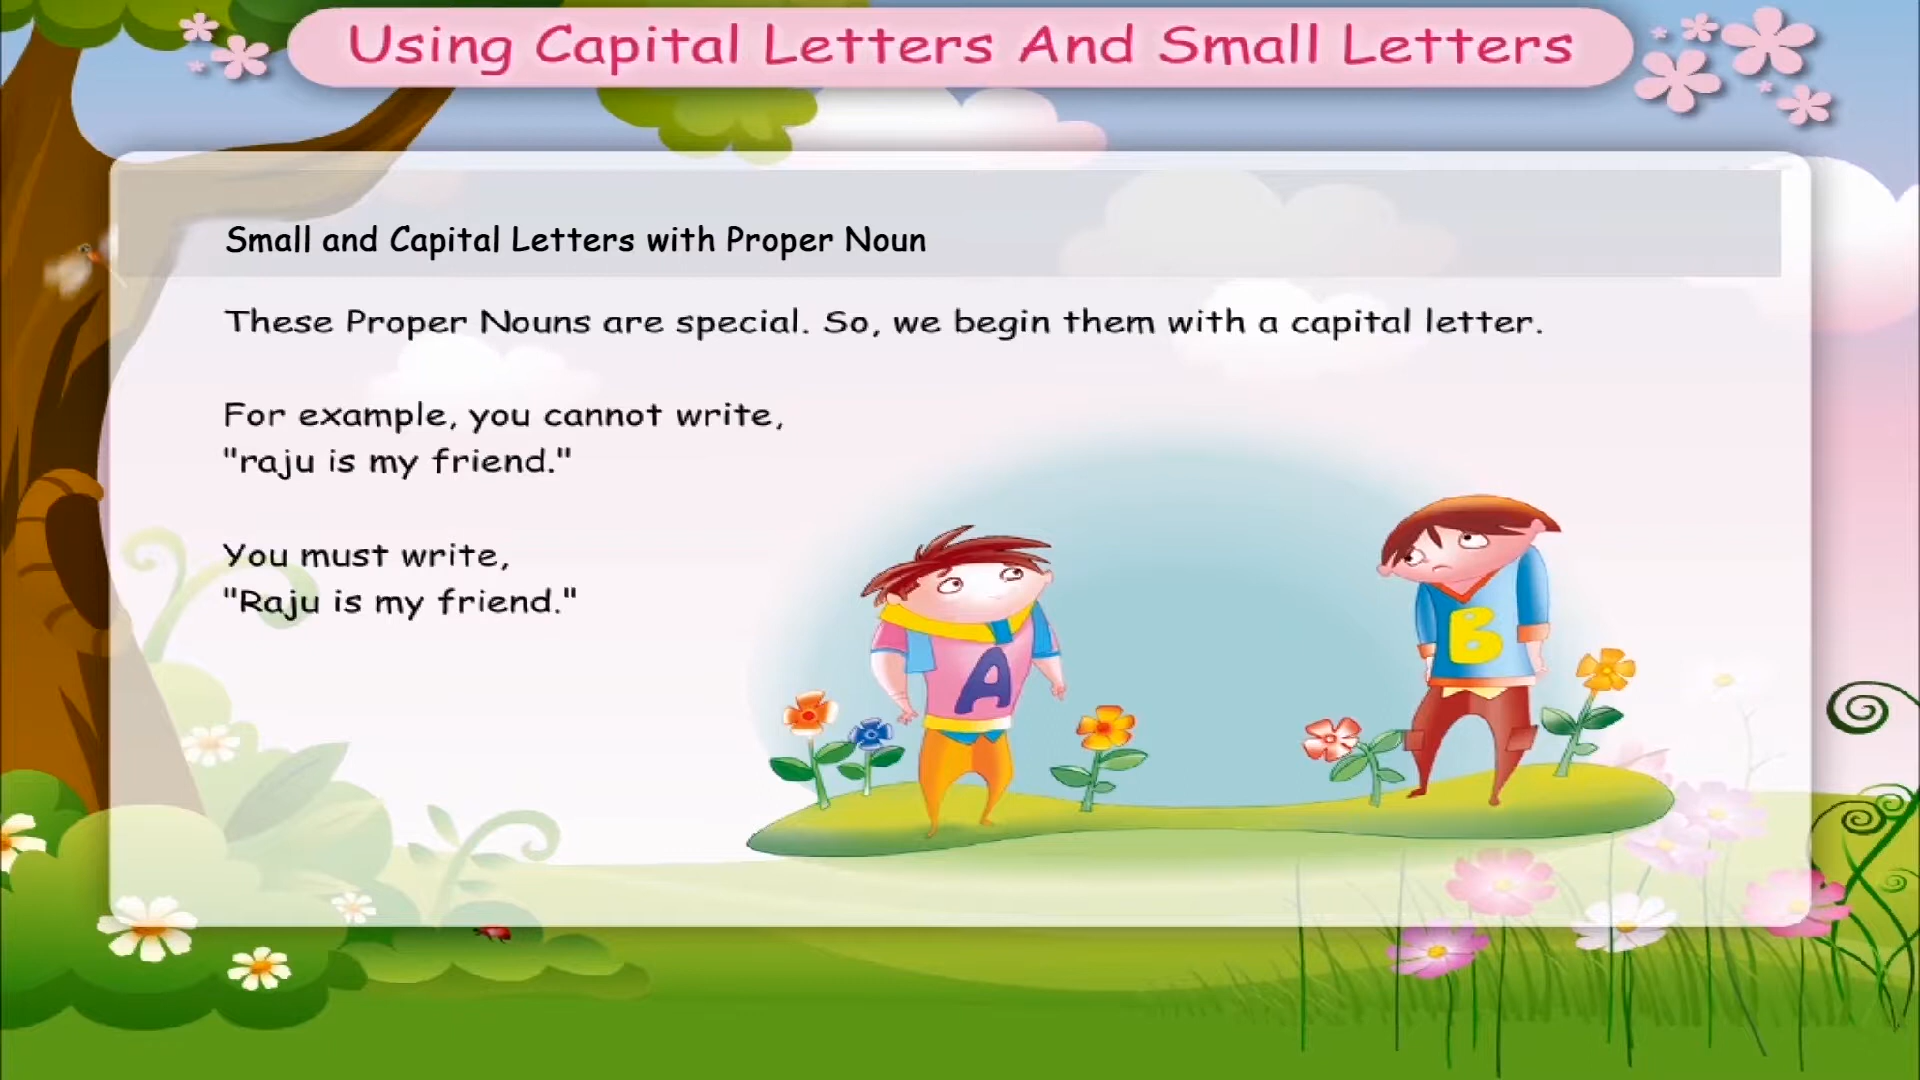 Using Capital Letters And Small Letters
Small and Capital Letters with Proper Noun
These Proper Nouns are special. So, we begin them with a capital letter.
For example, you cannot write,
"raju is my friend."
You must write,
"Raju is my friend."
A
B